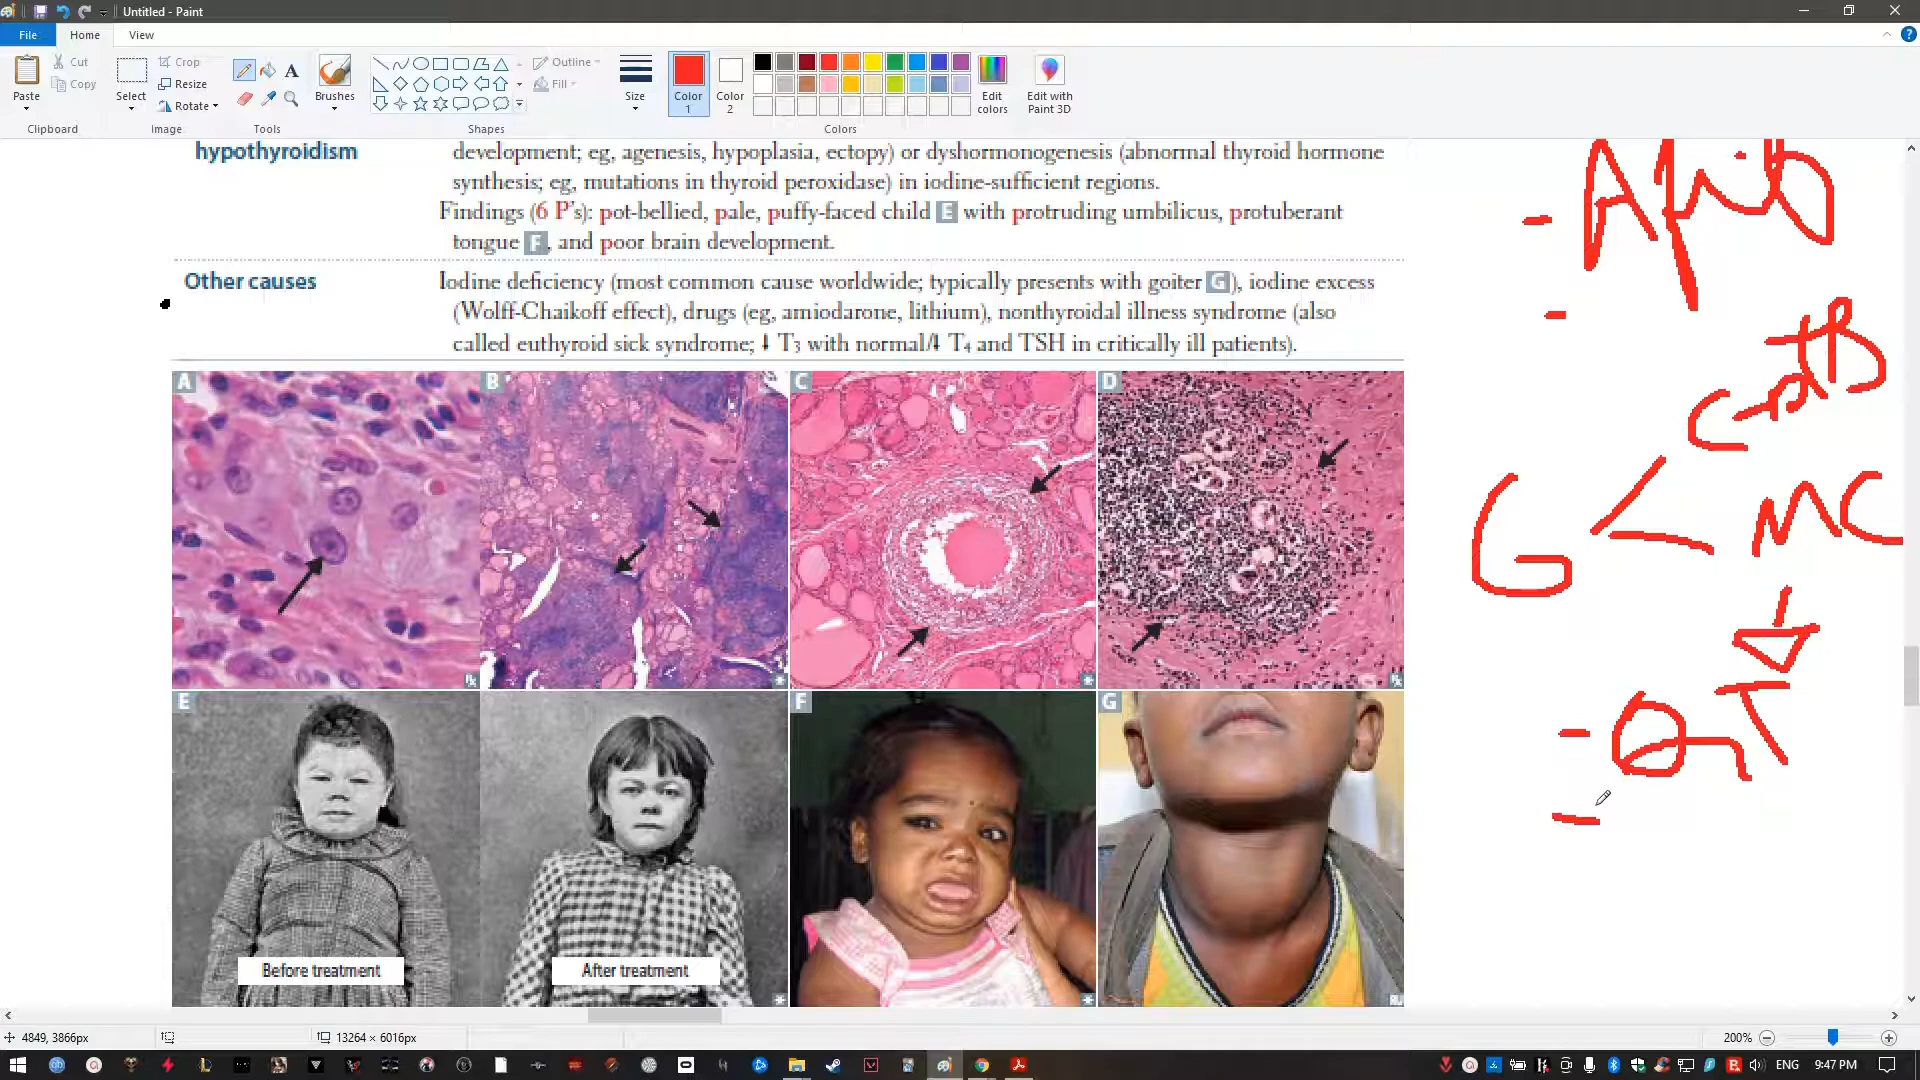 Untitled - Paint
File Home View
Cut
Copy
Paste
Clipboard
Select
Crop
Resize
Rotate
Image
Tools
Brushes
Outline
Fill
Shapes
Size
Color 1
Color 2
Edit colors
Edit with Paint 3D
Colors
hypothyroidism
development; eg, agenesis, hypoplasia, ectopy) or dyshormonogenesis (abnormal thyroid hormone
synthesis; eg, mutations in thyroid peroxidase) in iodine-sufficient regions.
Findings (6 P's): pot-bellied, pale, puffy-faced child E with protruding umbilicus, protuberant
tongue F, and poor brain development.
Other causes
Iodine deficiency (most common cause worldwide; typically presents with goiter G), iodine excess
(Wolff-Chaikoff effect), drugs (eg, amiodarone, lithium), nonthyroidal illness syndrome (also
called euthyroid sick syndrome; ⬇ T3 with normal/⬇ T4 and TSH in critically ill patients).
A B C D
E F G
Before treatment
After treatment
G < MC
4849, 3866px
13264 × 6016px
200%
ENG 9:47 PM